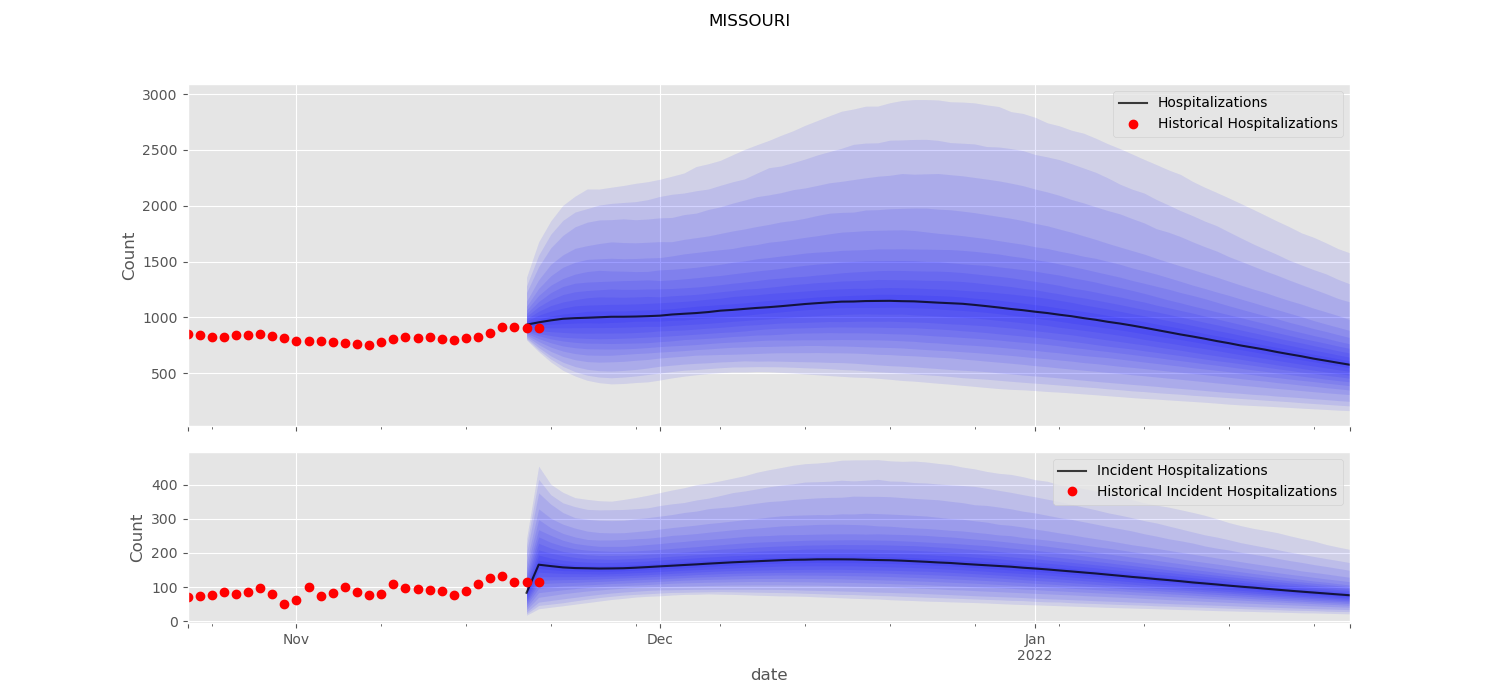 MISSOURI
3000
2500
2000
1500
1000
500
Count
Hospitalizations
Historical Hospitalizations
400
300
200
100
0
Count
Incident Hospitalizations
Historical Incident Hospitalizations
Nov
Dec
Jan
2022
date